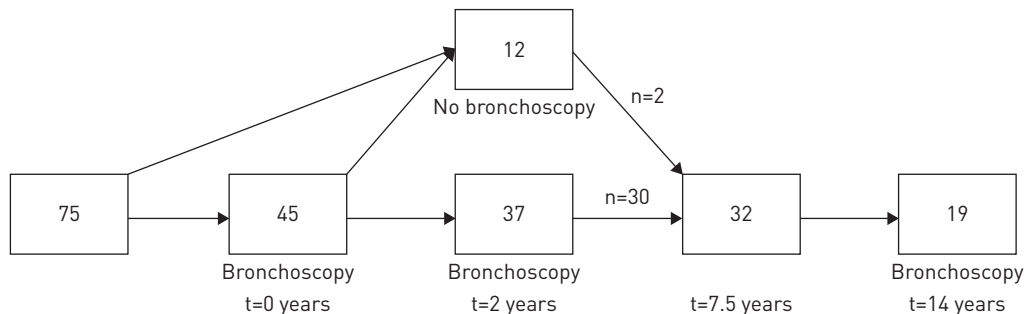 12
No bronchoscopy
n=2
75
45
37
n=30
32
19
Bronchoscopy
t=0 years
Bronchoscopy
t=2 years
t=7.5 years
Bronchoscopy
t=14 years